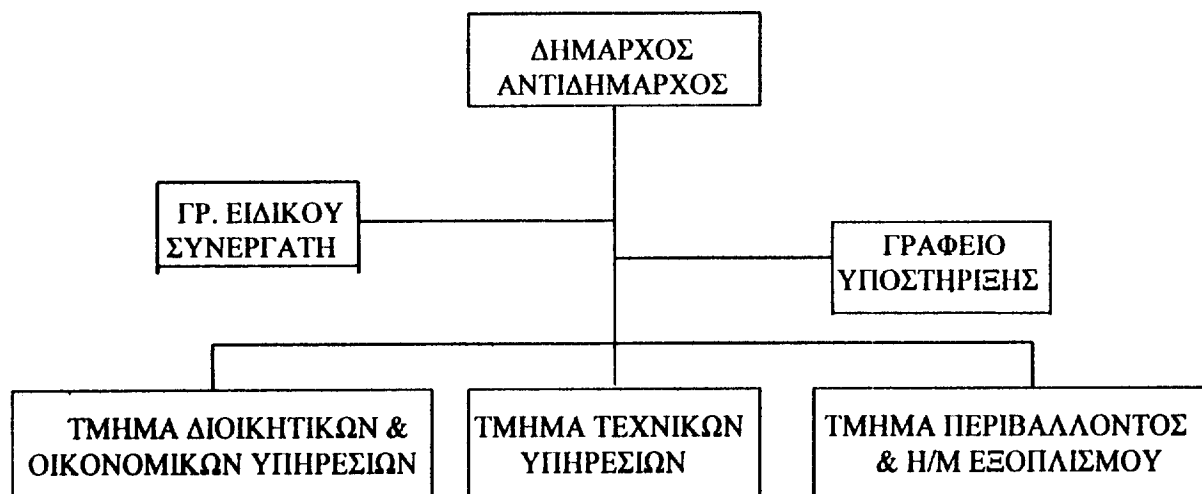 ΔΗΜΑΡΧΟΣ
ΑΝΤΙΔΗΜΑΡΧΟΣ
ΓΡ. ΕΙΔΙΚΟΥ
ΣΥΝΕΡΓΑΤΗ
ΓΡΑΦΕΙΟ
ΥΠΟΣΤΗΡΙΞΗΣ
ΤΜΗΜΑ ΔΙΟΙΚΗΤΙΚΩΝ &
ΟΙΚΟΝΟΜΙΚΩΝ ΥΠΗΡΕΣΙΩΝ
ΤΜΗΜΑ ΤΕΧΝΙΚΩΝ
ΥΠΗΡΕΣΙΩΝ
ΤΜΗΜΑ ΠΕΡΙΒΑΛΛΟΝΤΟΣ
& Η/Μ ΕΞΟΠΛΙΣΜΟΥ